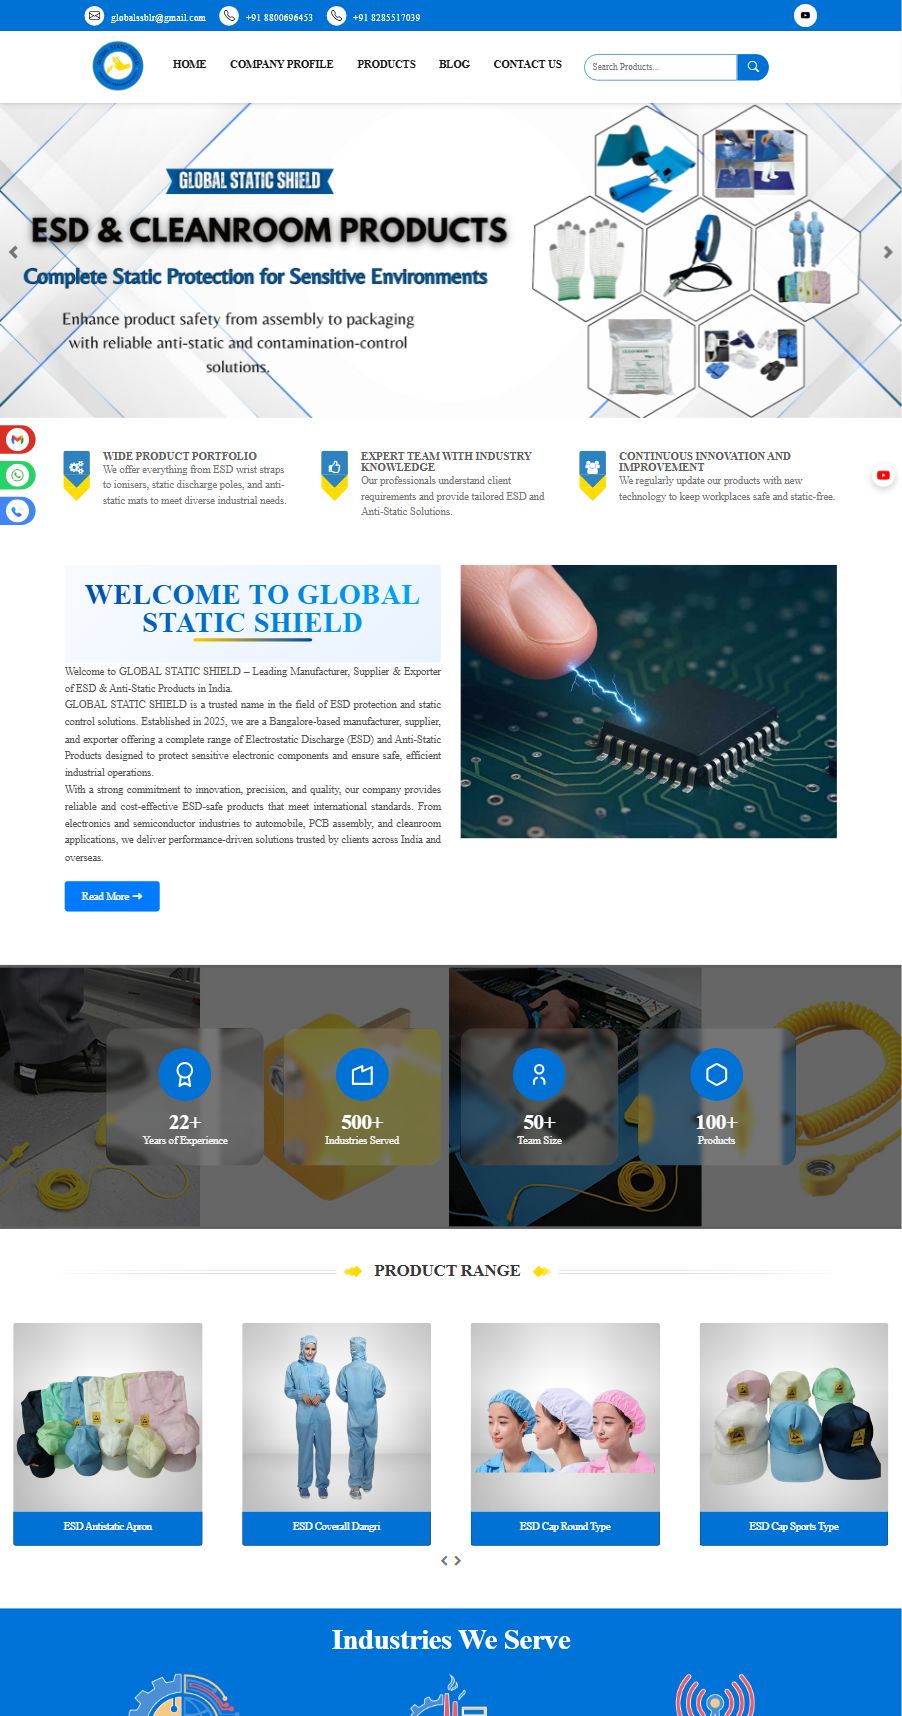 globalssblr@gmail.com +91 8800696453 +91 8285517039
HOME COMPANY PROFILE PRODUCTS BLOG CONTACT US Search Products...
GLOBAL STATIC SHIELD
ESD & CLEANROOM PRODUCTS
Complete Static Protection for Sensitive Environments
Enhance product safety from assembly to packaging
with reliable anti-static and contamination-control
solutions.
WIDE PRODUCT PORTFOLIO
We offer everything from ESD wrist straps
to ionisers, static discharge poles, and anti-
static mats to meet diverse industrial needs.
EXPERT TEAM WITH INDUSTRY
KNOWLEDGE
Our professionals understand client
requirements and provide tailored ESD and
Anti-Static Solutions.
CONTINUOUS INNOVATION AND
IMPROVEMENT
We regularly update our products with new
technology to keep workplaces safe and static-free.
WELCOME TO GLOBAL
STATIC SHIELD
Welcome to GLOBAL STATIC SHIELD – Leading Manufacturer, Supplier & Exporter
of ESD & Anti-Static Products in India.
GLOBAL STATIC SHIELD is a trusted name in the field of ESD protection and static
control solutions. Established in 2025, we are a Bangalore-based manufacturer, supplier,
and exporter offering a complete range of Electrostatic Discharge (ESD) and Anti-Static
Products designed to protect sensitive electronic components and ensure safe, efficient
industrial operations.
With a strong commitment to innovation, precision, and quality, our company provides
reliable and cost-effective ESD-safe products that meet international standards. From
electronics and semiconductor industries to automobile, PCB assembly, and cleanroom
applications, we deliver performance-driven solutions trusted by clients across India and
overseas.
Read More ➜
22+
Years of Experience
500+
Industries Served
50+
Team Size
100+
Products
PRODUCT RANGE
ESD Antistatic Apron
ESD Coverall Dangri
ESD Cap Round Type
ESD Cap Sports Type
Industries We Serve